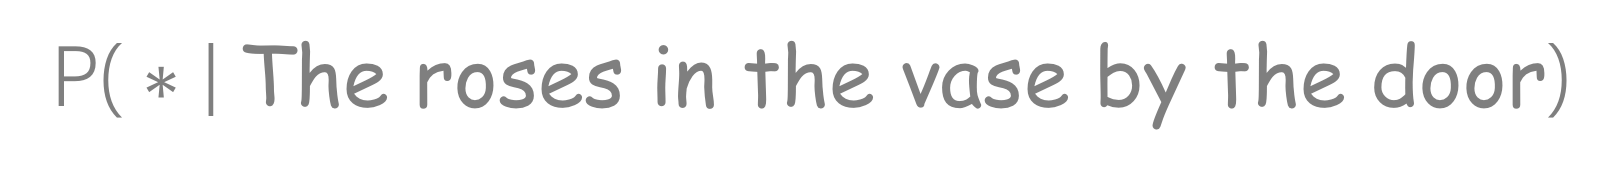 P( * | The roses in the vase by the door)